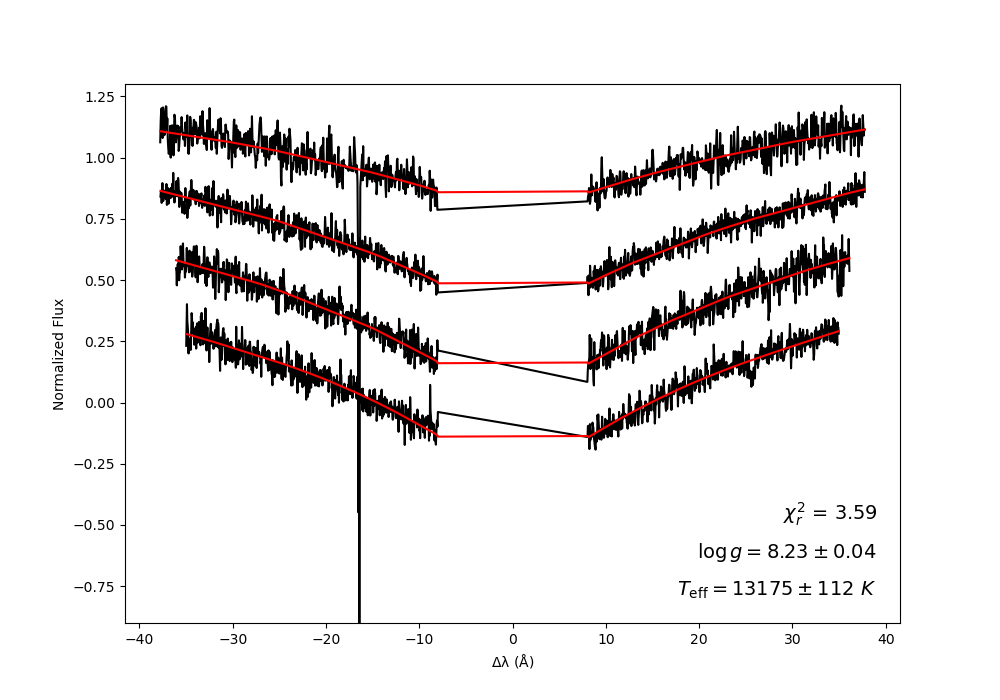 1.25
1.00
0.75
0.50
0.25
0.00
−0.25
−0.50
−0.75
Normalized Flux
χ²ᵣ = 3.59
log g = 8.23 ± 0.04
T_eff = 13175 ± 112 K
−40 −30 −20 −10 0 10 20 30 40
Δλ (Å)